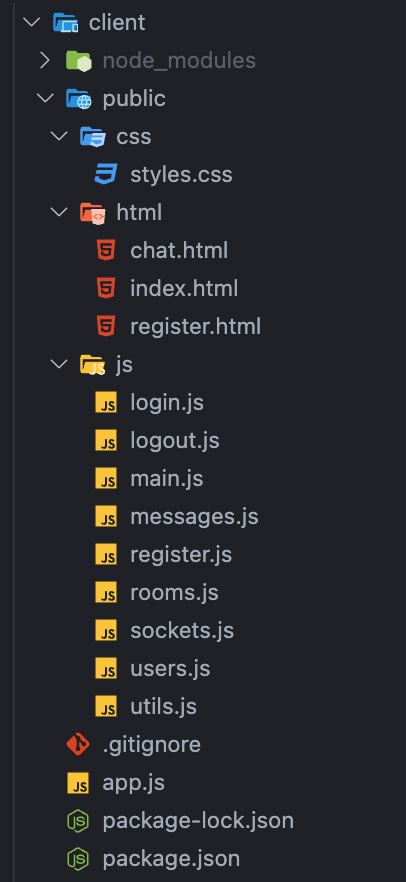 client
node_modules
public
css
styles.css
html
chat.html
index.html
register.html
js
login.js
logout.js
main.js
messages.js
register.js
rooms.js
sockets.js
users.js
utils.js
.gitignore
app.js
package-lock.json
package.json